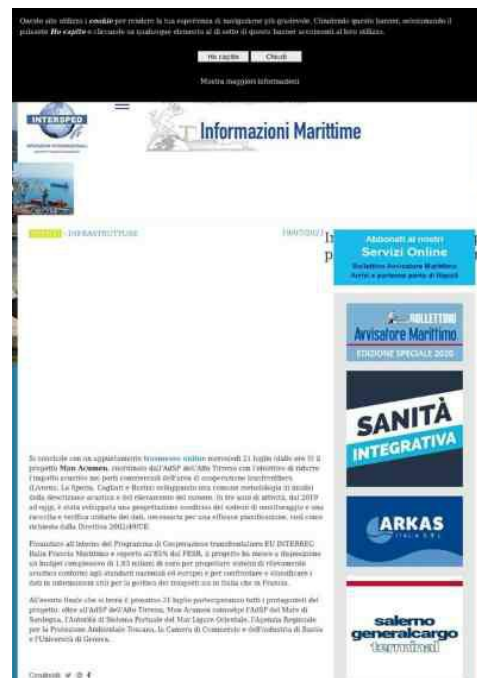 Questo sito utilizza i cookie per rendere la tua esperienza di navigazione più gradevole. Chiudendo questo banner, selezionando il
pulsante Ho capito o cliccando su qualunque elemento al di sotto di questo banner acconsenti al loro utilizzo.
Ho capito Chiudi
Mostra maggiori informazioni
INTERSPED
Informazioni Marittime
- INFRASTRUTTURE
19/07/2021
Abbonati ai nostri
Servizi Online
Bollettino Avvisatore Marittimo
Arrivi e partenze porto di Napoli
BOLLETTINO
Avvisatore Marittimo
EDIZIONE SPECIALE 2020
SANITÀ
INTEGRATIVA
ARKAS
ITALIA S.R.L.
salerno
generalcargo
terminal
Si conclude con un appuntamento trasmesso online mercoledì 21 luglio (dalle ore 9) il
progetto Mon Acumen, coordinato dall'AdSP dell'Alto Tirreno con l'obiettivo di ridurre
l'impatto acustico nei porti commerciali dell'area di cooperazione transfrontaliera
(Livorno, La Spezia, Cagliari e Bastia) sviluppando una comune metodologia in modo
della descrizione acustica e del rilevamento del rumore. In tre anni di attività, dal 2019
ad oggi, è stata sviluppata una progettazione condivisa dei sistemi di monitoraggio e una
raccolta e verifica unitaria dei dati, necessaria per una efficace pianificazione, così come
richiesto dalla Direttiva 2002/49/CE.
Finanziato all'interno del Programma di Cooperazione transfrontaliero EU INTERREG
Italia Francia Marittimo e coperto all'85% dal FESR, il progetto ha messo a disposizione
un budget complessivo di 1,83 milioni di euro per progettare sistemi di rilevamento
acustico conformi agli standard nazionali ed europei e per confrontare e classificare i
dati in informazioni utili per la politica dei trasporti sia in Italia che in Francia.
All'evento finale che si terrà il prossimo 21 luglio parteciperanno tutti i protagonisti del
progetto: oltre all'AdSP dell'Alto Tirreno, Mon Acumen coinvolge l'AdSP del Mare di
Sardegna, l'Autorità di Sistema Portuale del Mar Ligure Orientale, l'Agenzia Regionale
per la Protezione Ambientale Toscana, la Camera di Commercio e dell'industria di Bastia
e l'Università di Genova.
Condividi